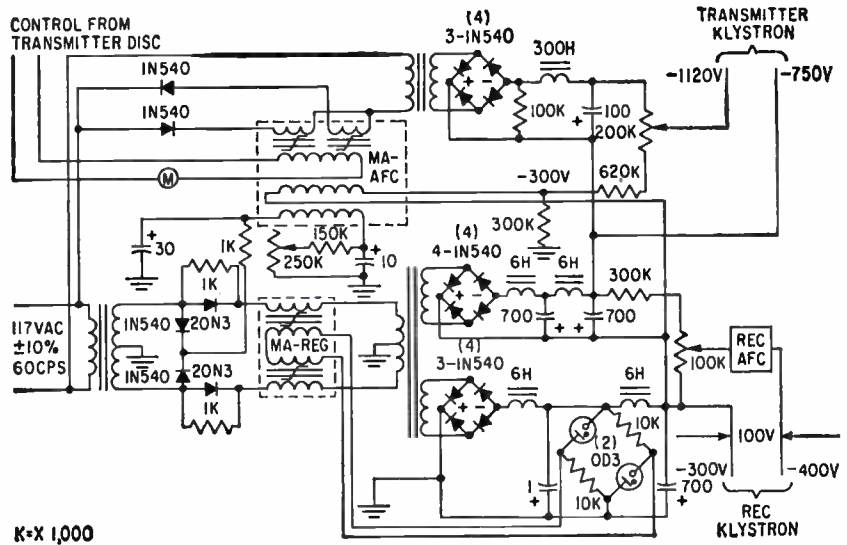 CONTROL FROM
TRANSMITTER DISC
(4)
3-1N540
300H
TRANSMITTER
KLYSTRON
-1120V
-750V
1N540
1N540
100K
+
100
200K
MA-
AFC
M
-300V
620K
+
30
1K
150K
250K
+
10
300K
(4)
4-1N540
6H
6H
300K
1K
117VAC
±10%
60CPS
1N540
20N3
MA-REG
700
+
+
700
100K
REC
AFC
20N3
1N540
1K
(4)
3-1N540
6H
6H
10K
(2)
OD3
10K
1
+
700
+
100V
-300V
-400V
REC
KLYSTRON
K=X 1,000